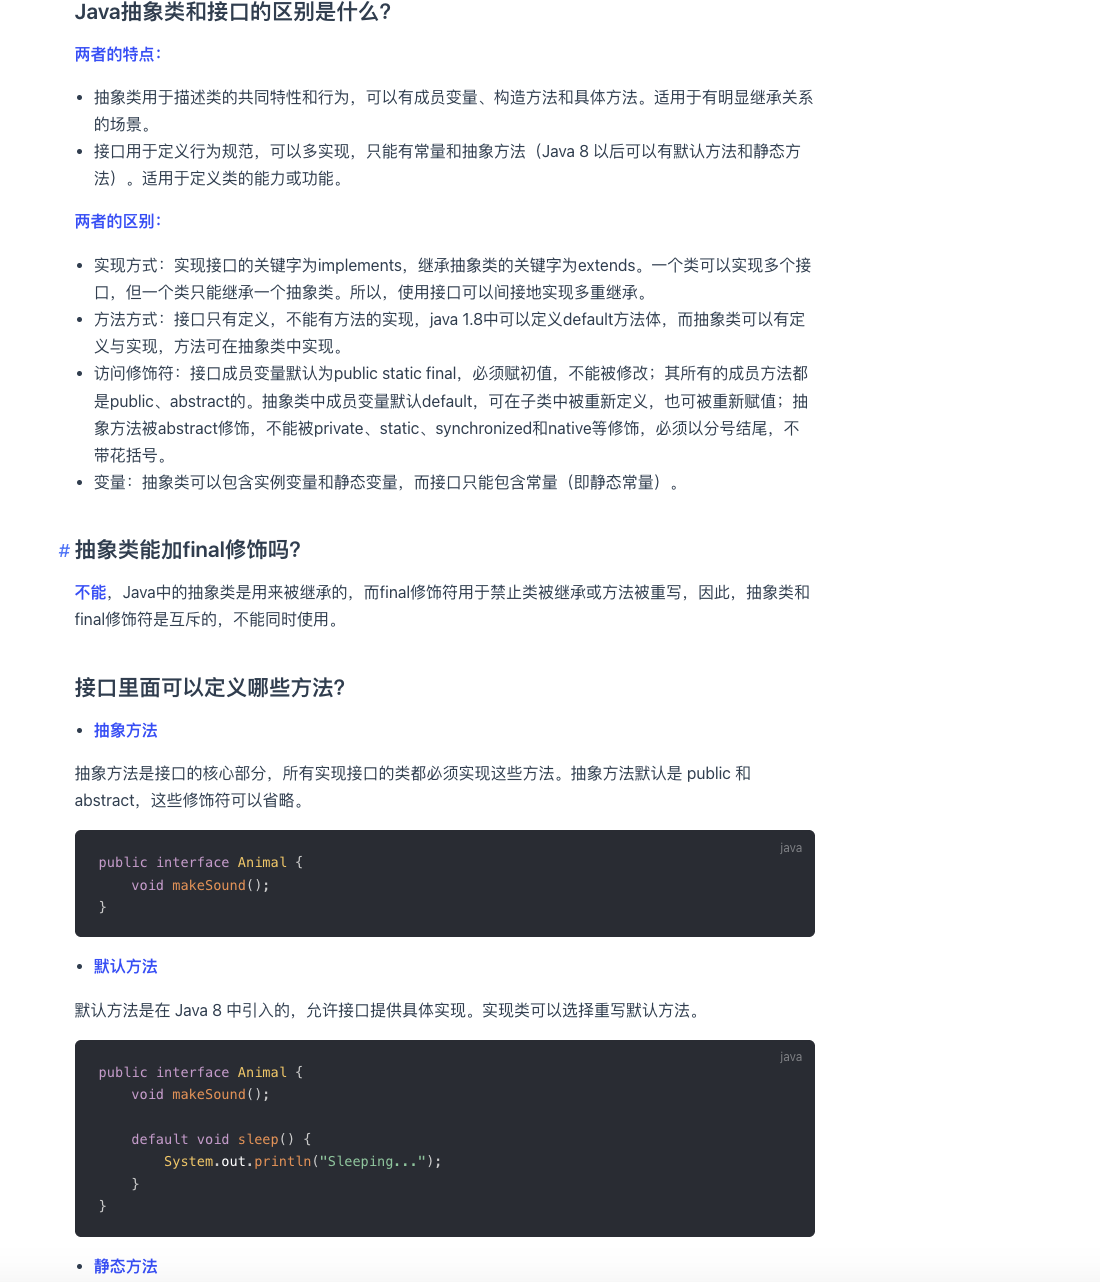 Java抽象类和接口的区别是什么?
两者的特点：
• 抽象类用于描述类的共同特性和行为，可以有成员变量、构造方法和具体方法。适用于有明显继承关系
的场景。
• 接口用于定义行为规范，可以多实现，只能有常量和抽象方法（Java 8 以后可以有默认方法和静态方
法）。适用于定义类的能力或功能。
两者的区别：
• 实现方式：实现接口的关键字为implements，继承抽象类的关键字为extends。一个类可以实现多个接
口，但一个类只能继承一个抽象类。所以，使用接口可以间接地实现多重继承。
• 方法方式：接口只有定义，不能有方法的实现，java 1.8中可以定义default方法体，而抽象类可以有定
义与实现，方法可在抽象类中实现。
• 访问修饰符：接口成员变量默认为public static final，必须赋初值，不能被修改；其所有的成员方法都
是public、abstract的。抽象类中成员变量默认default，可在子类中被重新定义，也可被重新赋值；抽
象方法被abstract修饰，不能被private、static、synchronized和native等修饰，必须以分号结尾，不
带花括号。
• 变量：抽象类可以包含实例变量和静态变量，而接口只能包含常量（即静态常量）。
# 抽象类能加final修饰吗?
不能，Java中的抽象类是用来被继承的，而final修饰符用于禁止类被继承或方法被重写，因此，抽象类和
final修饰符是互斥的，不能同时使用。
接口里面可以定义哪些方法?
• 抽象方法
抽象方法是接口的核心部分，所有实现接口的类都必须实现这些方法。抽象方法默认是 public 和
abstract，这些修饰符可以省略。
java
public interface Animal {
    void makeSound();
}
• 默认方法
默认方法是在 Java 8 中引入的，允许接口提供具体实现。实现类可以选择重写默认方法。
java
public interface Animal {
    void makeSound();
    default void sleep() {
        System.out.println("Sleeping...");
    }
}
• 静态方法